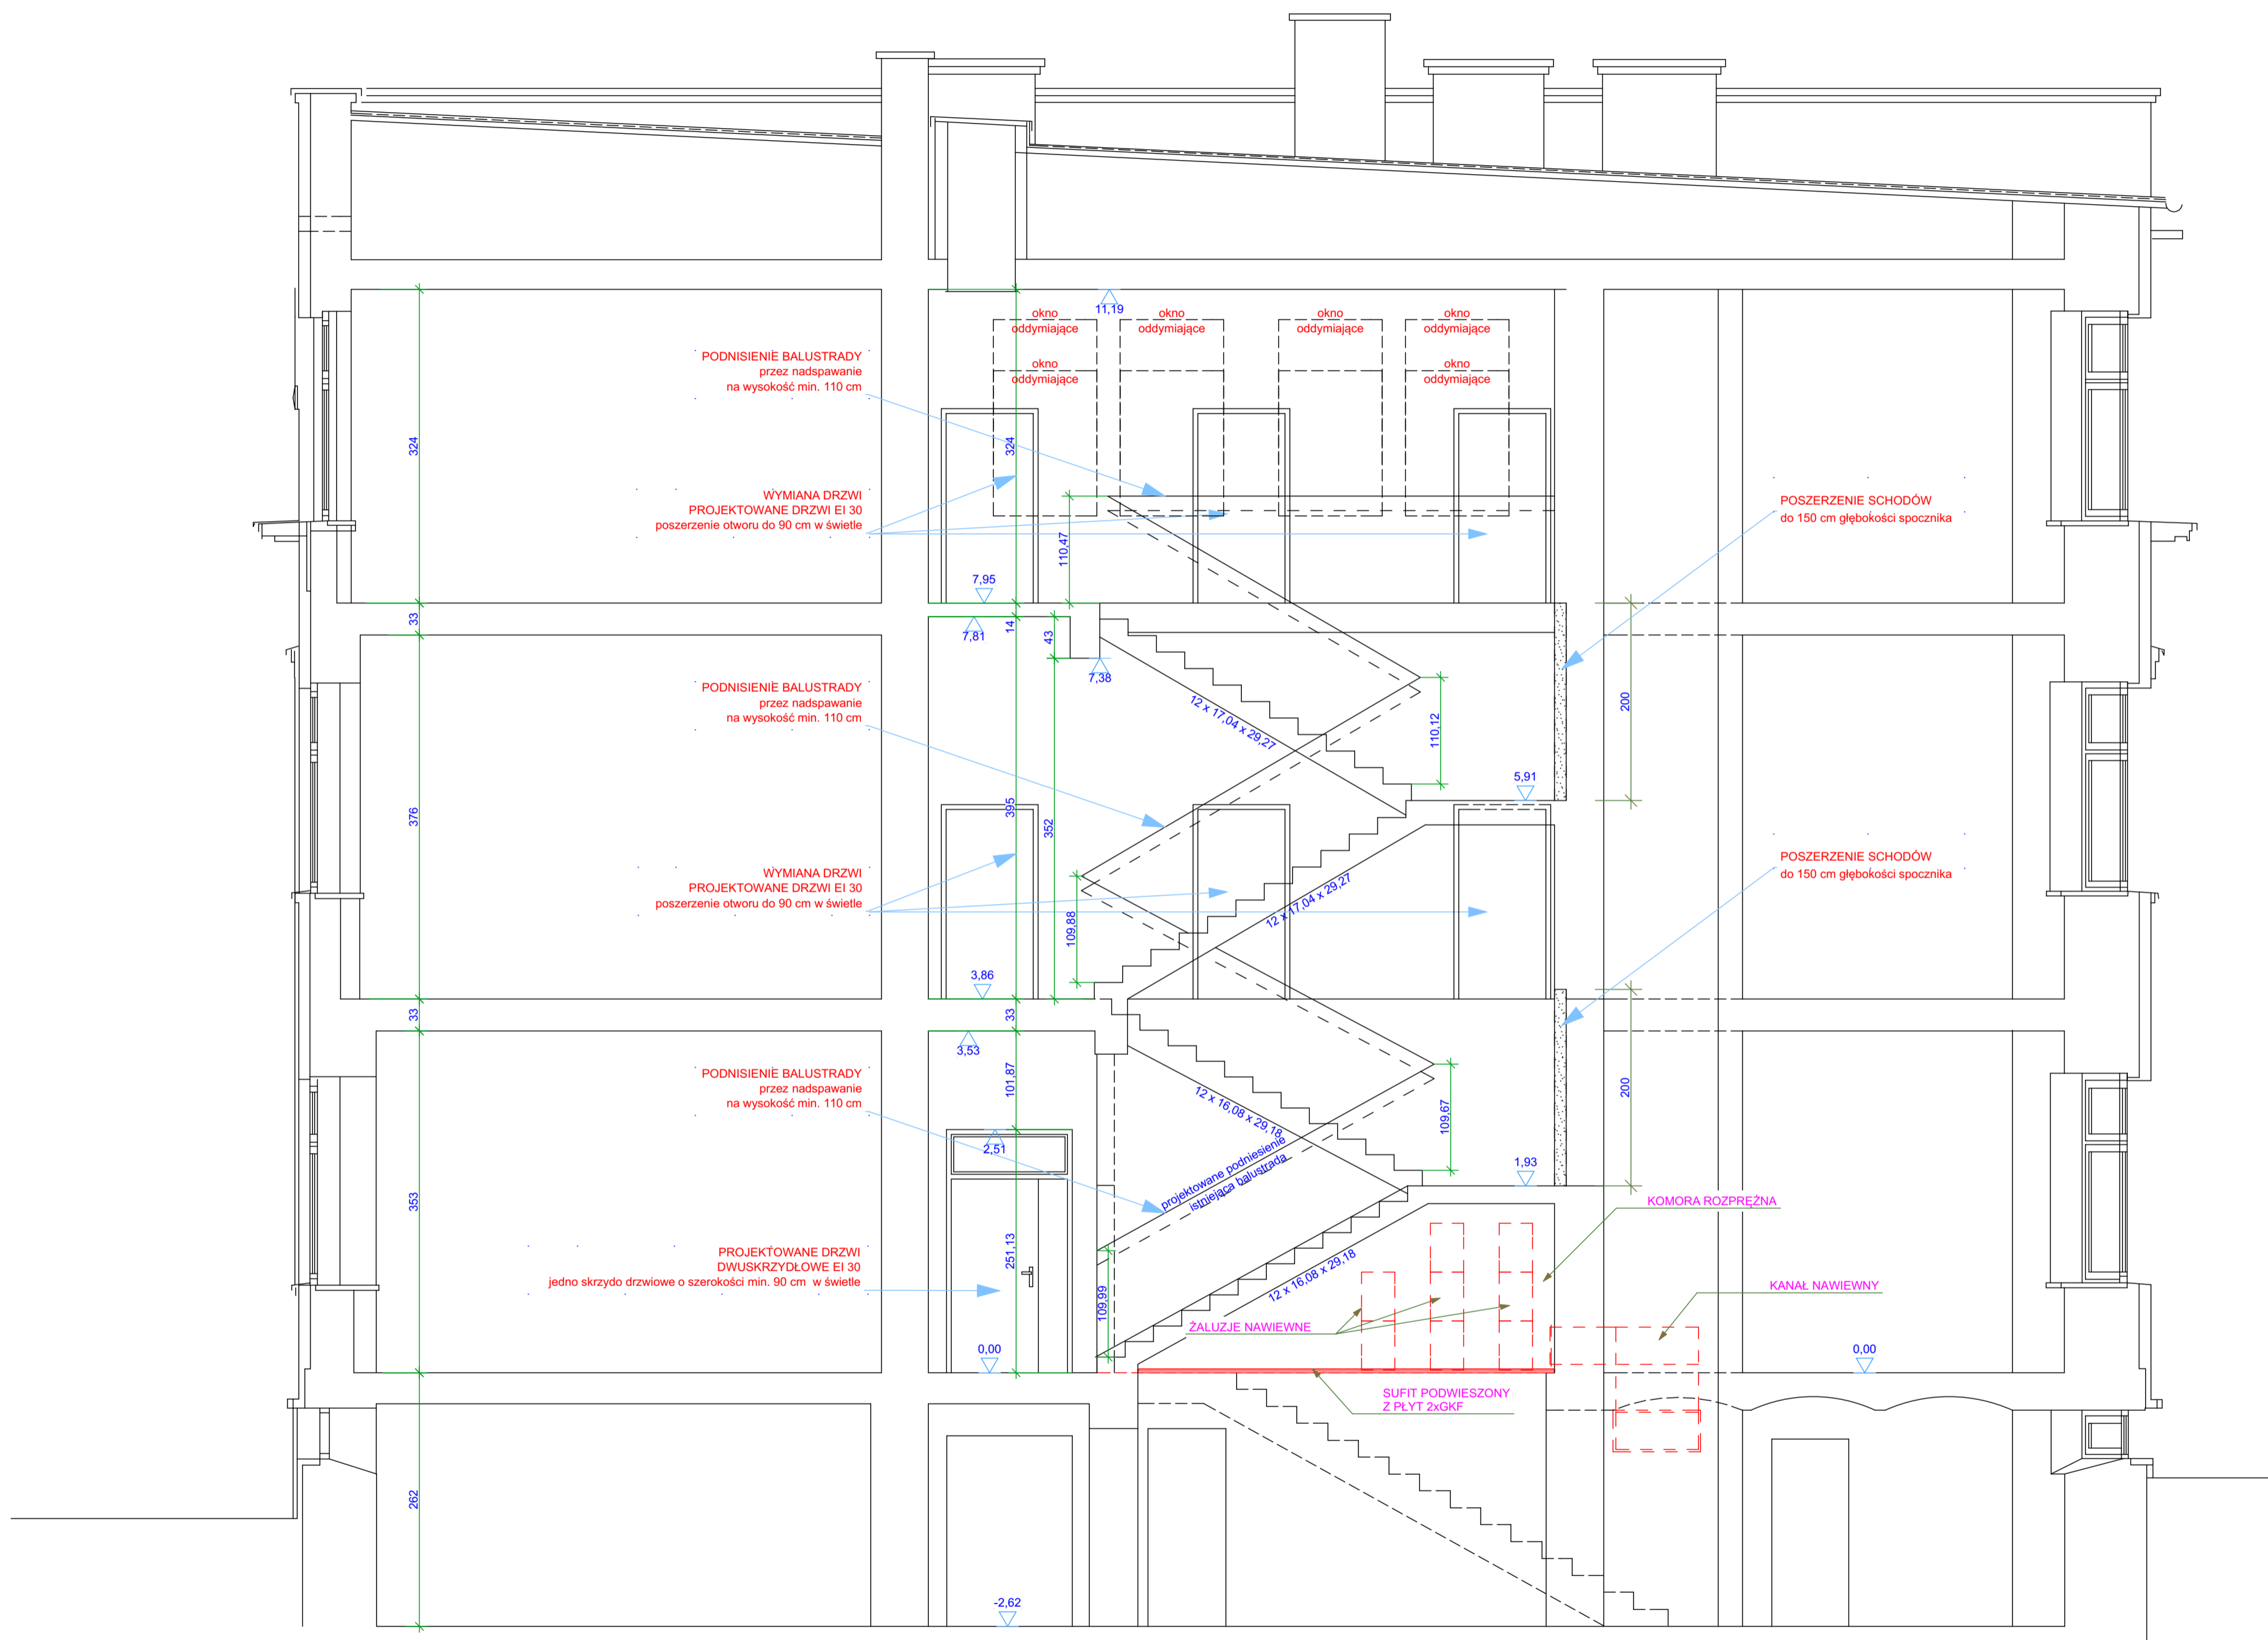 11,19
okno
oddymiające
okno
oddymiające
okno
oddymiające
okno
oddymiające
okno
oddymiające
okno
oddymiające
PODNISIENIE BALUSTRADY
przez nadspawanie
na wysokość min. 110 cm
324
324
WYMIANA DRZWI
PROJEKTOWANE DRZWI EI 30
poszerzenie otworu do 90 cm w świetle
POSZERZENIE SCHODÓW
do 150 cm głębokości spocznika
110,47
7,95
33
14
43
7,81
7,38
PODNISIENIE BALUSTRADY
przez nadspawanie
na wysokość min. 110 cm
12 x 17,04 x 29,27
110,12
200
5,91
376
395
352
WYMIANA DRZWI
PROJEKTOWANE DRZWI EI 30
poszerzenie otworu do 90 cm w świetle
POSZERZENIE SCHODÓW
do 150 cm głębokości spocznika
12 x 17,04 x 29,27
109,88
3,86
33
33
3,53
PODNISIENIE BALUSTRADY
przez nadspawanie
na wysokość min. 110 cm
101,87
12 x 16,08 x 29,18
109,67
200
2,51
projektowane podniesienie
istniejąca balustrada
1,93
353
KOMORA ROZPRĘŻNA
PROJEKTOWANE DRZWI
DWUSKRZYDŁOWE EI 30
jedno skrzydo drzwiowe o szerokości min. 90 cm w świetle
251,13
109,99
12 x 16,08 x 29,18
KANAŁ NAWIEWNY
ŻALUZJE NAWIEWNE
0,00
0,00
SUFIT PODWIESZONY
Z PŁYT 2xGKF
262
-2,62